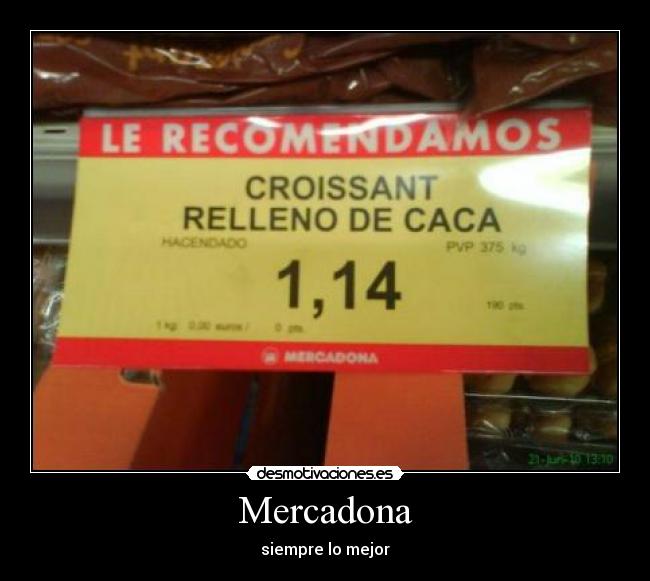 LE RECOMENDAMOS
CROISSANT
RELLENO DE CACA
HACENDADO PVP 375 kg
1,14
190 pts.
1 kg: 0,00 euros / 0 pts.
MERCADONA
21-Jun-10 13:10
desmotivaciones.es
Mercadona
siempre lo mejor